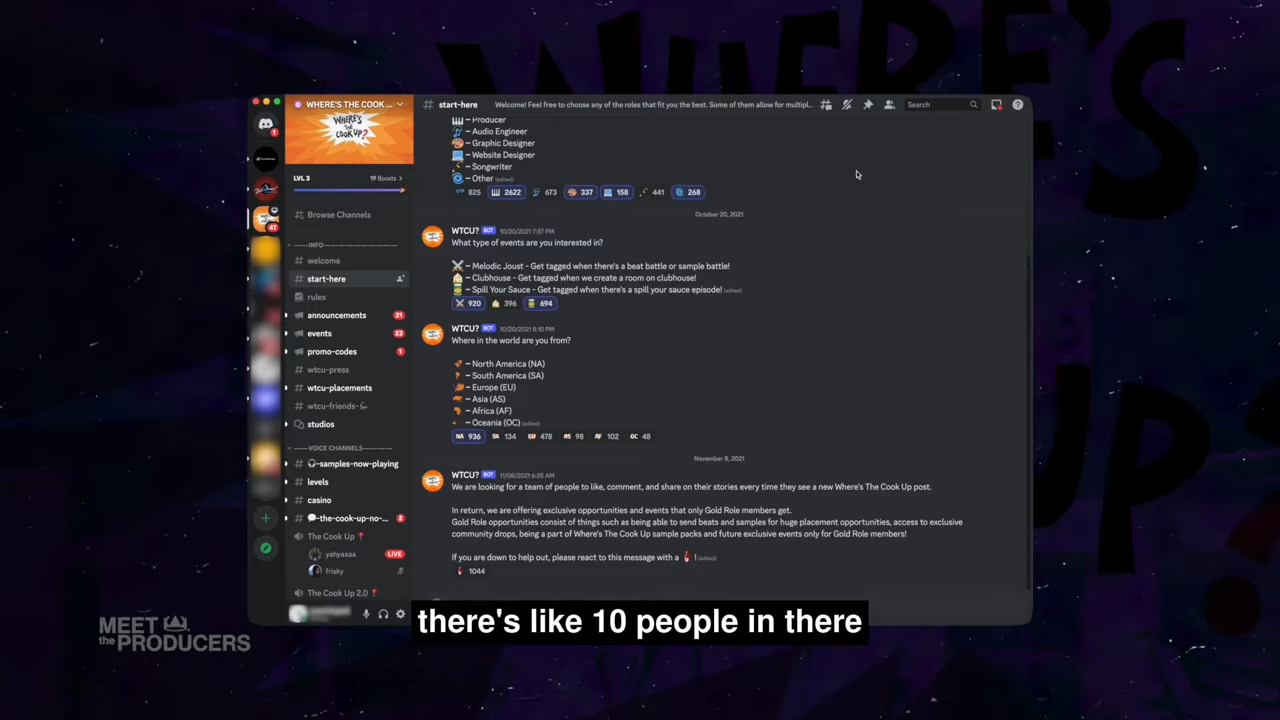 WHERE'S THE COOK ...
WHERE'S
THE
COOK UP?
LVL 3
19 Boosts >
Browse Channels
——INFO——
# welcome
# start-here
rules
announcements 21
events 23
promo-codes 1
# wtcu-press
# wtcu-placements
# wtcu-friends-
studios
VOICE CHANNELS——
# -samples-now-playing
# levels
# casino
# -the-cook-up-no-... 2
The Cook Up
yahyaaaa LIVE
frisky
The Cook Up 2.0
1
47
# start-here
Welcome! Feel free to choose any of the roles that fit you the best. Some of them allow for multipl...
Search
– Producer
– Audio Engineer
– Graphic Designer
– Website Designer
– Songwriter
– Other (edited)
825 2622 673 337 158 441 268
October 20, 2021
WTCU? BOT 10/20/2021 7:57 PM
What type of events are you interested in?
– Melodic Joust - Get tagged when there's a beat battle or sample battle!
– Clubhouse - Get tagged when we create a room on clubhouse!
– Spill Your Sauce - Get tagged when there's a spill your sauce episode! (edited)
920 396 694
WTCU? BOT 10/20/2021 8:10 PM
Where in the world are you from?
– North America (NA)
– South America (SA)
– Europe (EU)
– Asia (AS)
– Africa (AF)
– Oceania (OC) (edited)
NA 936 SA 134 EU 478 AS 98 AF 102 OC 48
November 8, 2021
WTCU? BOT 11/08/2021 6:35 AM
We are looking for a team of people to like, comment, and share on their stories every time they see a new Where's The Cook Up post.
In return, we are offering exclusive opportunities and events that only Gold Role members get.
Gold Role opportunities consist of things such as being able to send beats and samples for huge placement opportunities, access to exclusive
community drops, being a part of Where's The Cook Up sample packs and future exclusive events only for Gold Role members!
If you are down to help out, please react to this message with a ! (edited)
1044
there's like 10 people in there
MEET
the PRODUCERS
WHERE'S